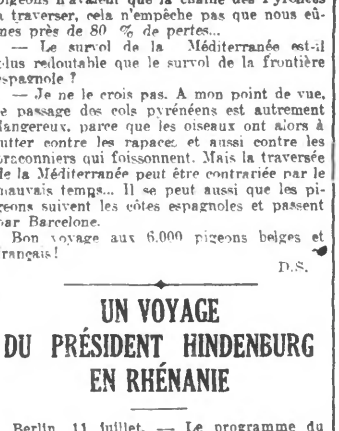 pigeons n'avaient que la chaîne des Pyrénées
à traverser, cela n'empêche pas que nous eû-
mes près de 80 % de pertes...
— Le survol de la Méditerranée est-il
plus redoutable que le survol de la frontière
espagnole ?
— Je ne le crois pas. A mon point de vue,
le passage des cols pyrénéens est autrement
dangereux, parce que les oiseaux ont alors à
lutter contre les rapaces et aussi contre les
braconniers qui foisonnent. Mais la traversée
de la Méditerranée peut être contrariée par le
mauvais temps... Il se peut aussi que les pi-
geons suivent les côtes espagnoles et passent
par Barcelone.
Bon voyage aux 6.000 pigeons belges et
français !
D.S.
UN VOYAGE
DU PRÉSIDENT HINDENBURG
EN RHÉNANIE
Berlin, 11 juillet. — Le programme du